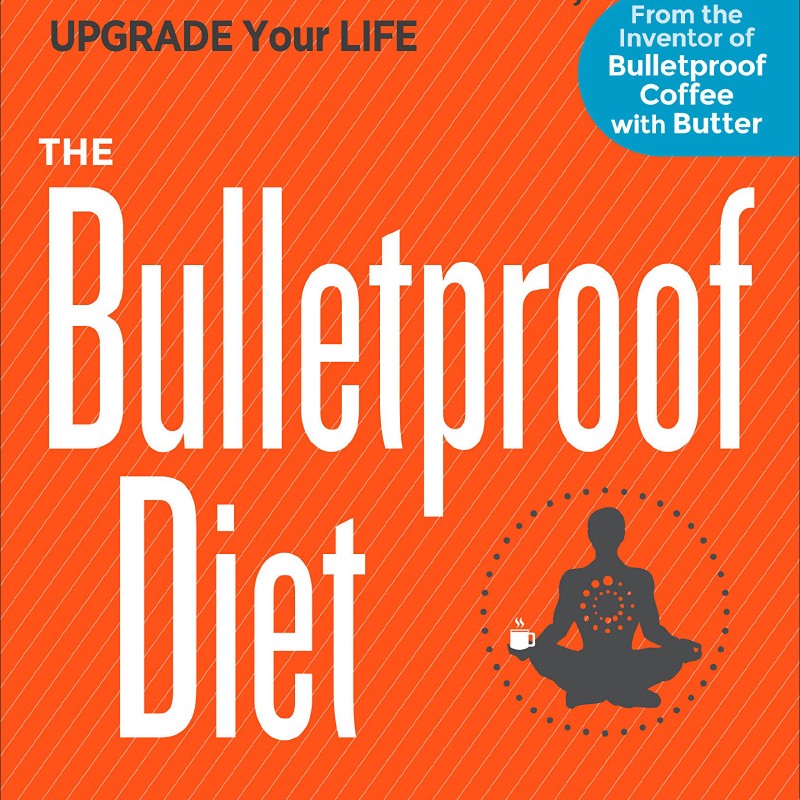 UPGRADE Your LIFE
From the
Inventor of
Bulletproof
Coffee
with Butter
THE
Bulletproof
Diet